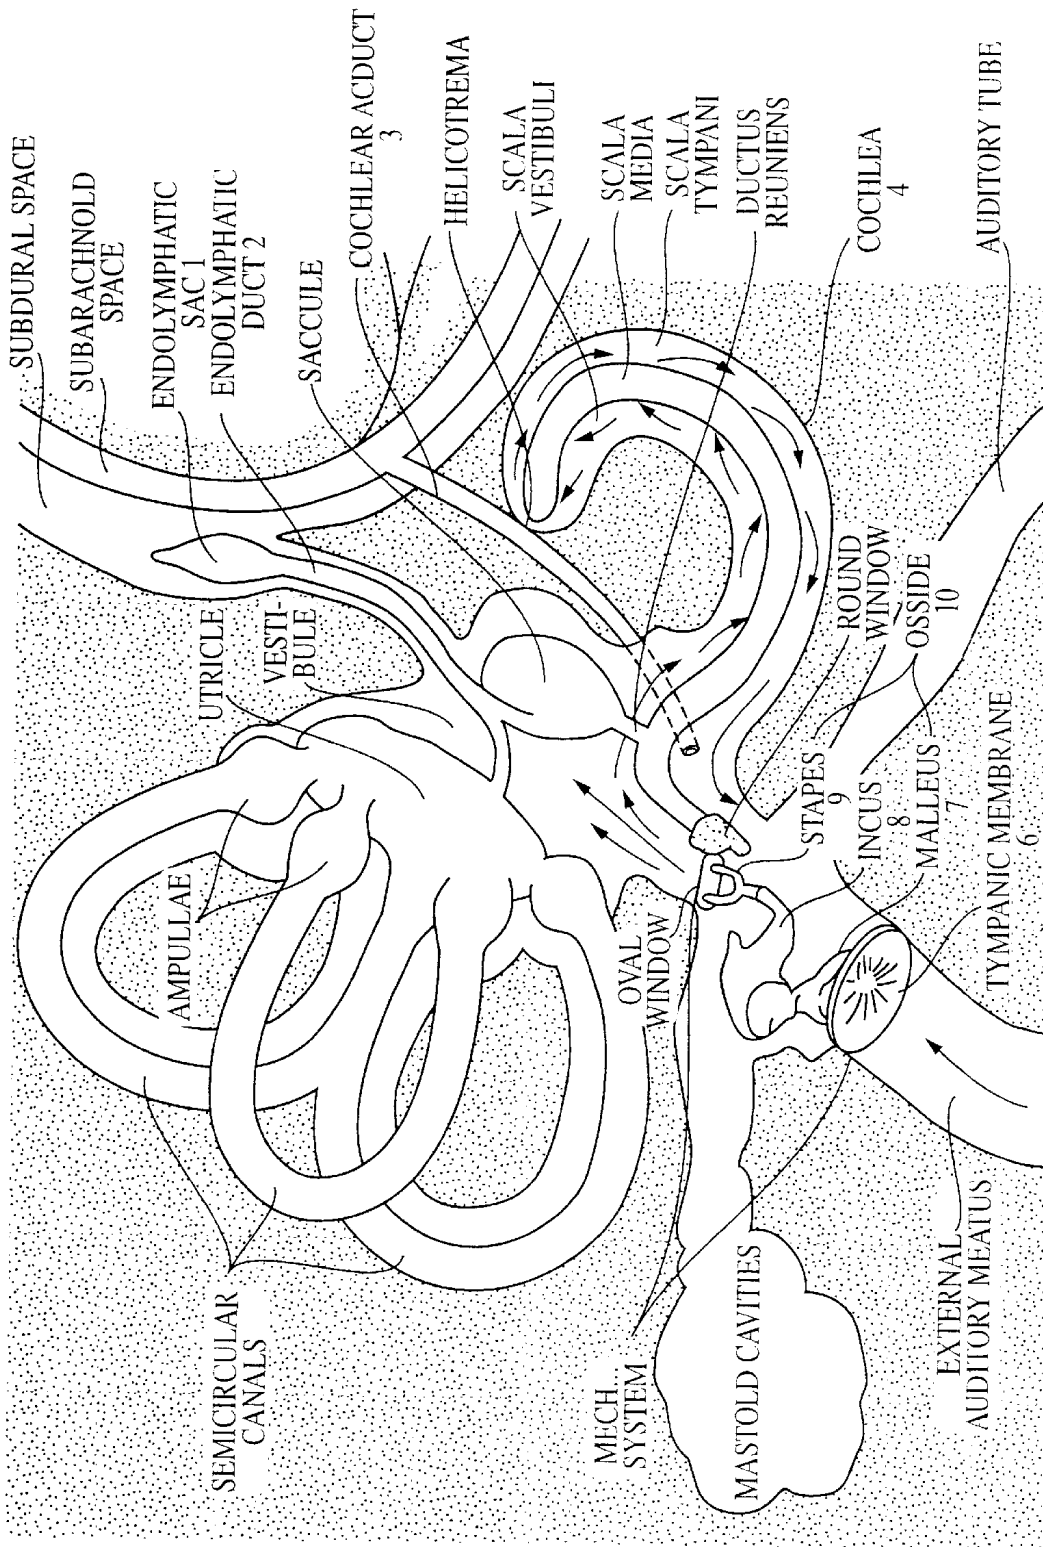 SUBDURAL SPACE
SUBARACHNOLD
SPACE
ENDOLYMPHATIC
SAC 1
ENDOLYMPHATIC
DUCT 2
SACCULE
COCHLEAR ACDUCT
3
HELICOTREMA
SCALA
VESTIBULI
SCALA
MEDIA
SCALA
TYMPANI
DUCTUS
REUNIENS
COCHLEA
4
AUDITORY TUBE
UTRICLE
VESTI-
BULE
AMPULLAE
SEMICIRCULAR
CANALS
OVAL
WINDOW
ROUND
WINDOW
5
OSSIDE
10
STAPES
9
INCUS
8
MALLEUS
7
TYMPANIC MEMBRANE
6
MECH...
SYSTEM
MASTOLD CAVITIES
EXTERNAL
AUDITORY MEATUS